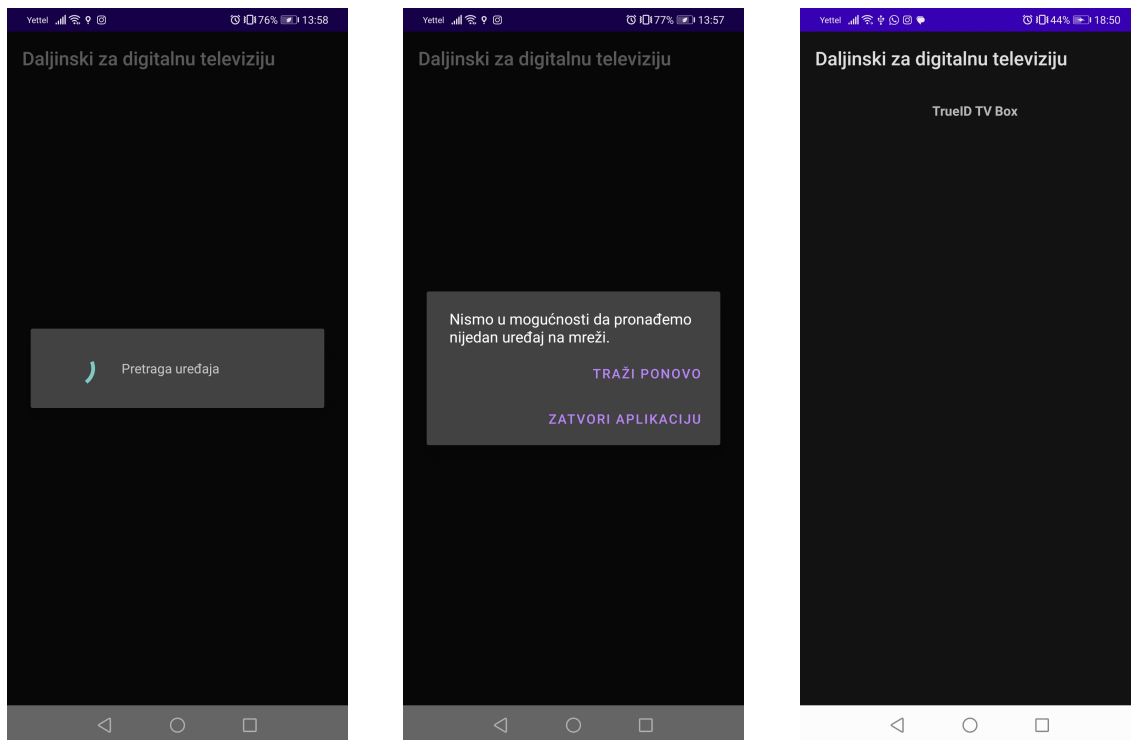 Yettel 76% 13:58
Daljinski za digitalnu televiziju
Pretraga uređaja
Yettel 77% 13:57
Daljinski za digitalnu televiziju
Nismo u mogućnosti da pronađemo
nijedan uređaj na mreži.
TRAŽI PONOVO
ZATVORI APLIKACIJU
Yettel 44% 18:50
Daljinski za digitalnu televiziju
TrueID TV Box